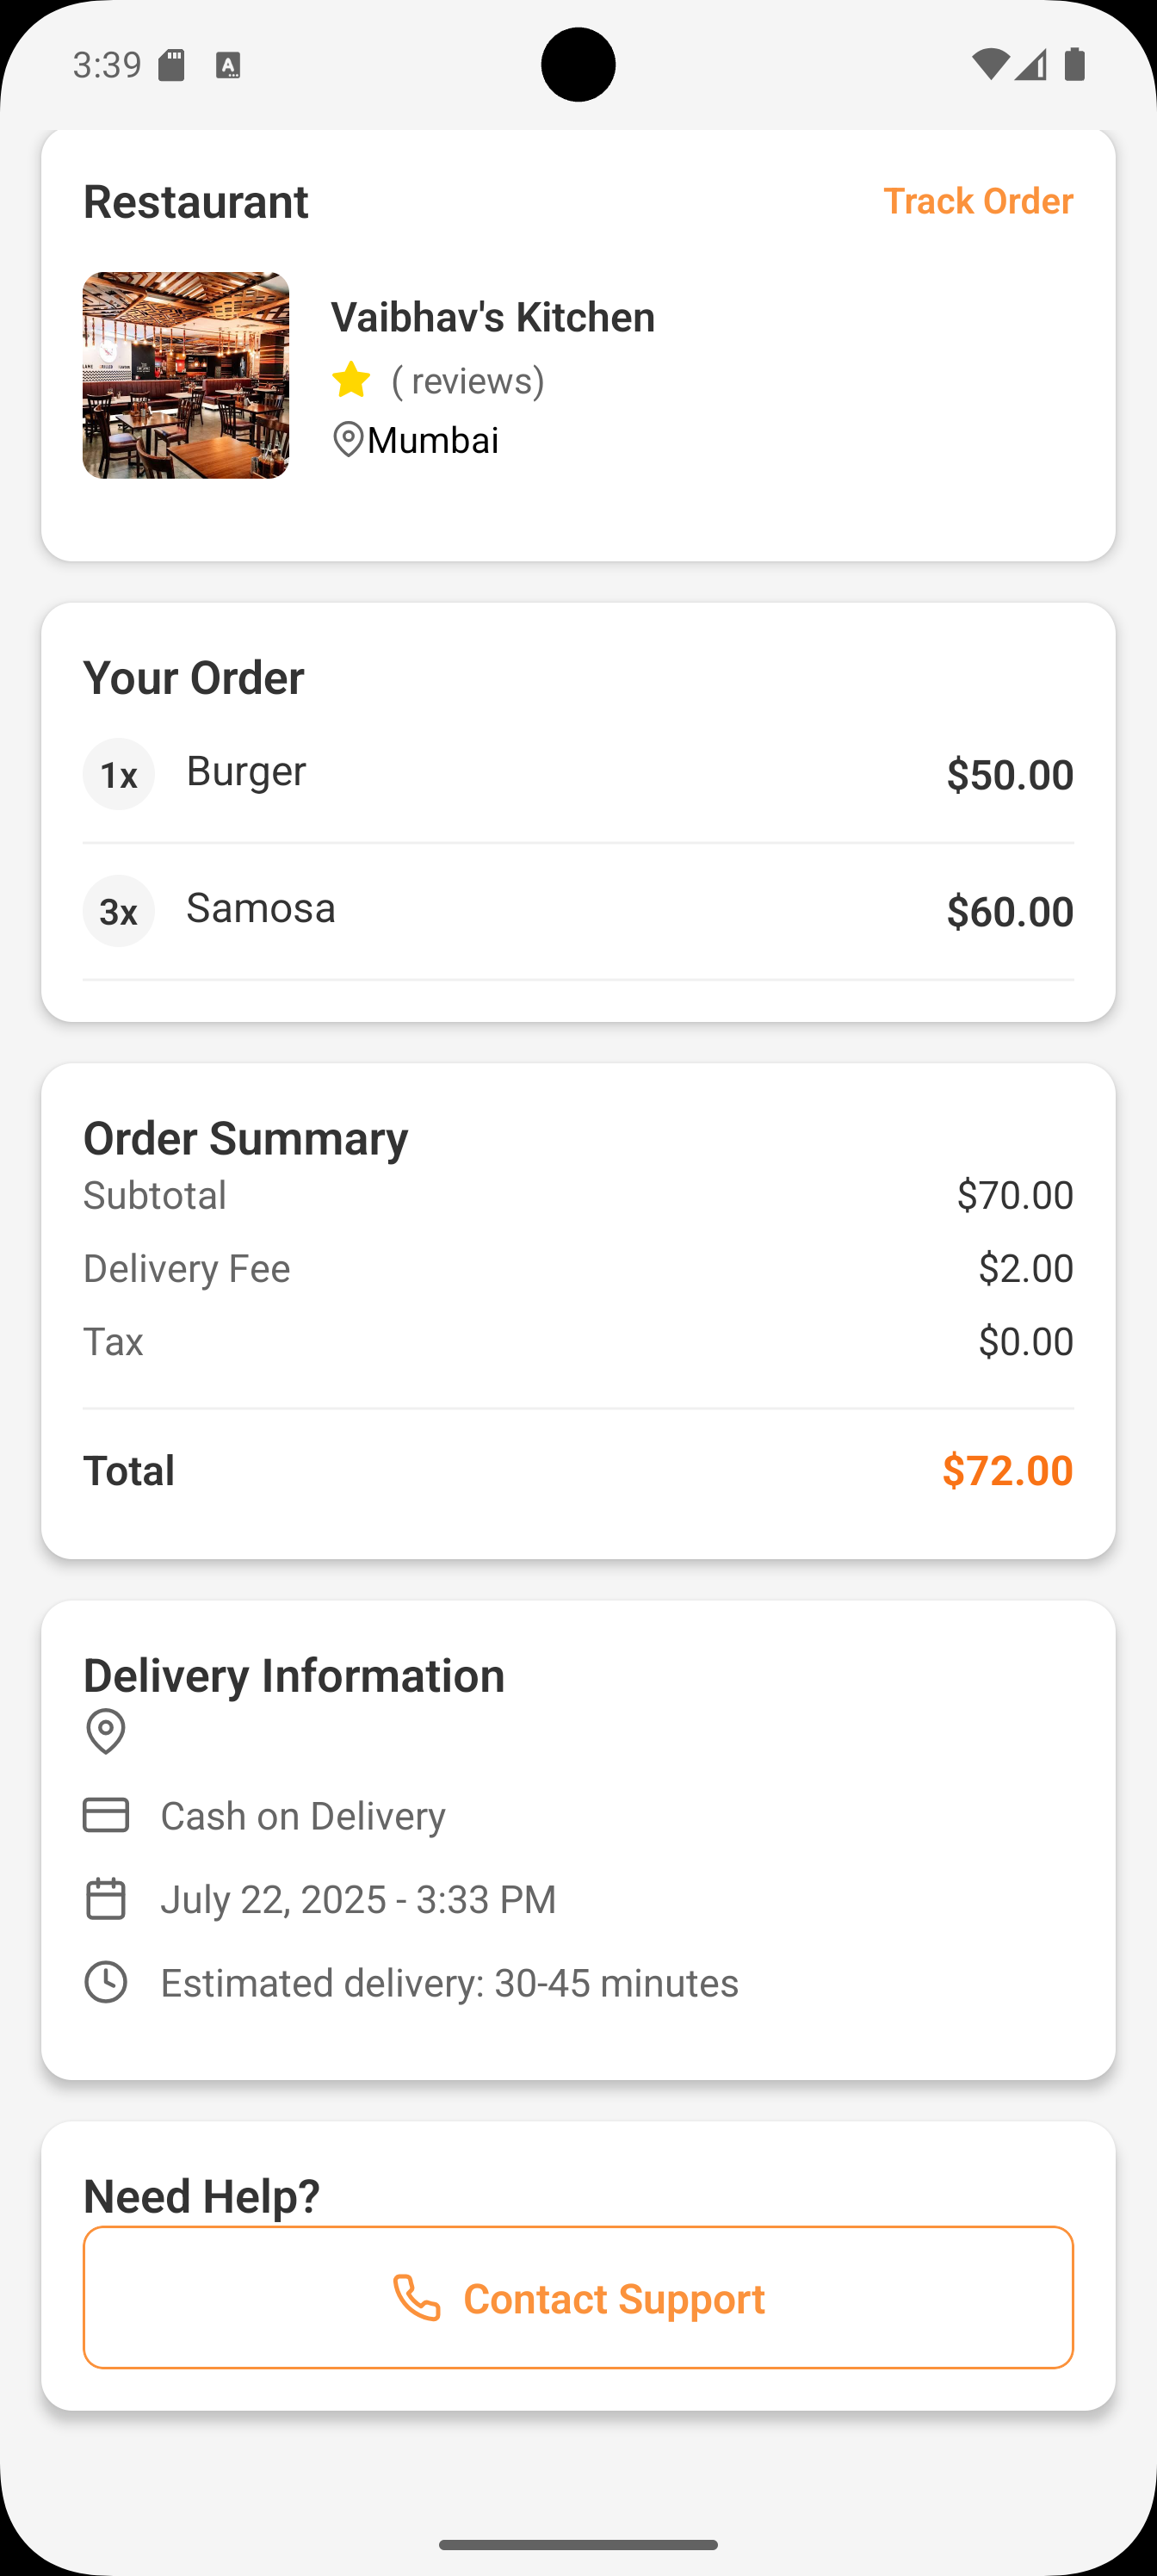 3:39
Restaurant
Track Order
Vaibhav's Kitchen
( reviews)
Mumbai
Your Order
1x Burger $50.00
3x Samosa $60.00
Order Summary
Subtotal $70.00
Delivery Fee $2.00
Tax $0.00
Total $72.00
Delivery Information
Cash on Delivery
July 22, 2025 - 3:33 PM
Estimated delivery: 30-45 minutes
Need Help?
Contact Support